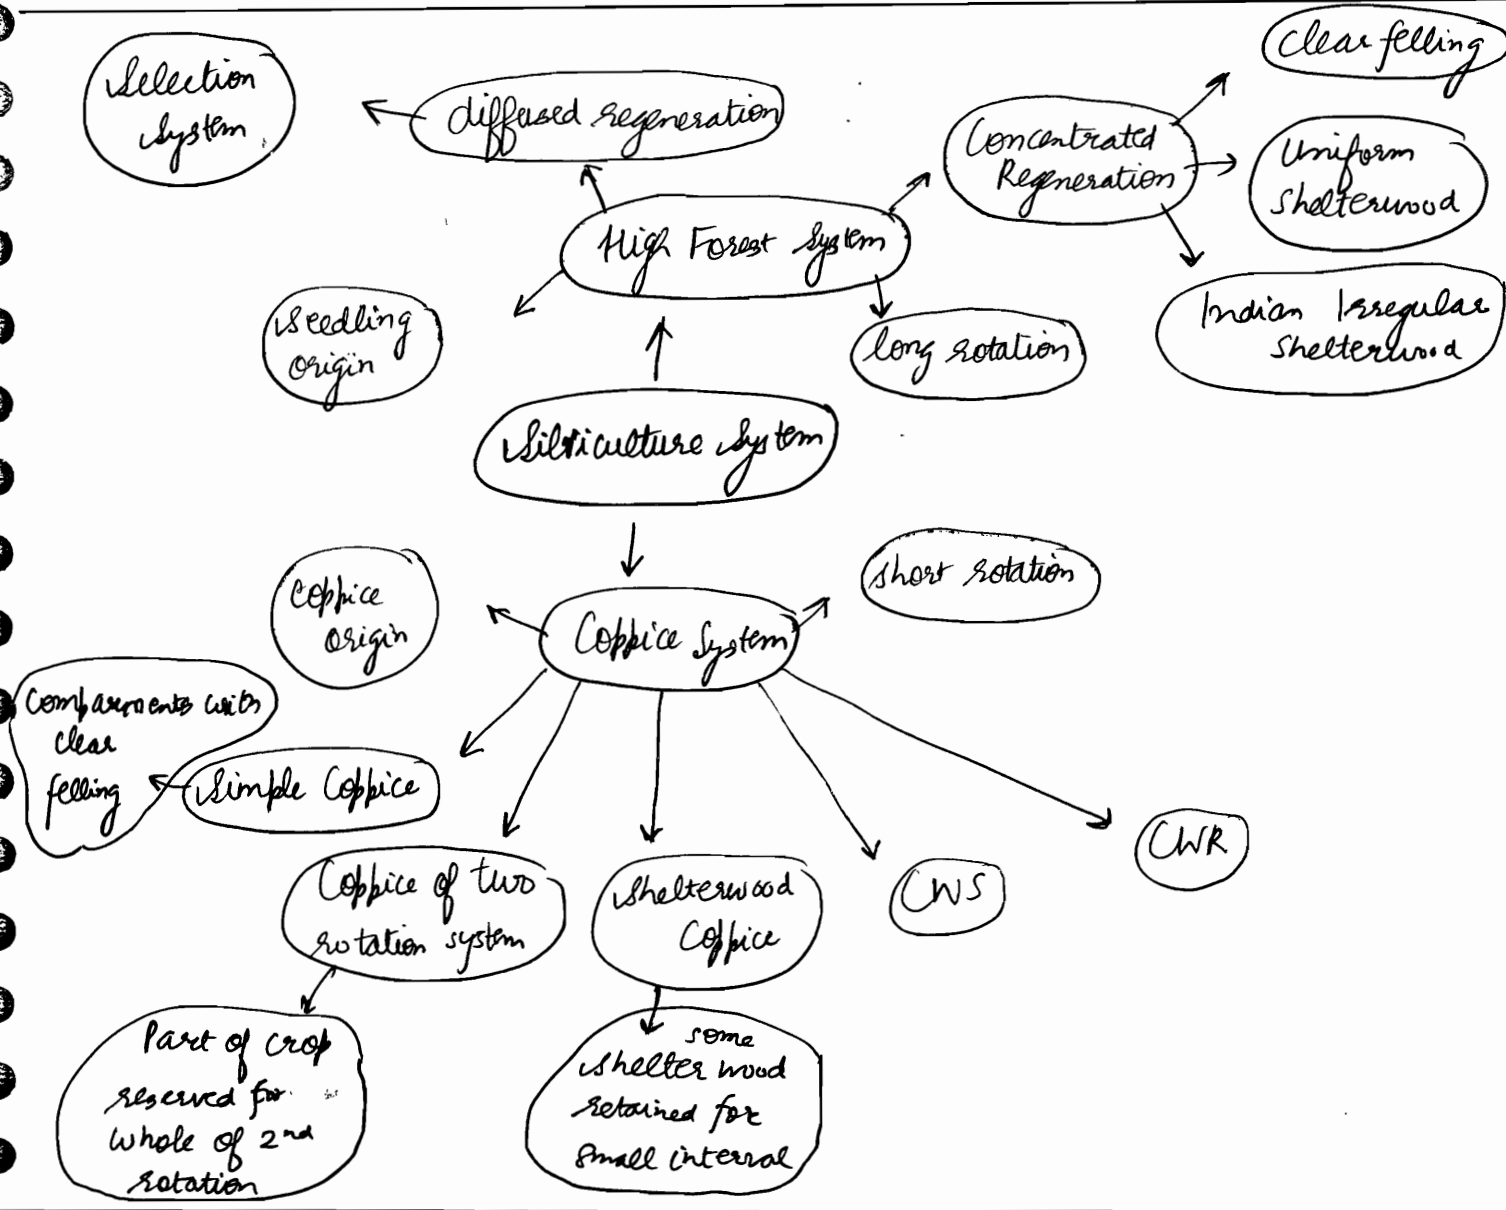 Clear felling
Selection
System
diffused regeneration
Concentrated
Regeneration
Uniform
Shelterwood
High Forest System
Indian Irregular
Shelterwood
Seedling
origin
long rotation
Silviculture System
Coppice
origin
short rotation
Coppice System
Comparments with
clear
felling
Simple Coppice
CWR
Coppice of two
rotation system
Shelterwood
Coppice
CWS
Part of crop
reserved for
whole of 2nd
rotation
some
shelter wood
retained for
small interval